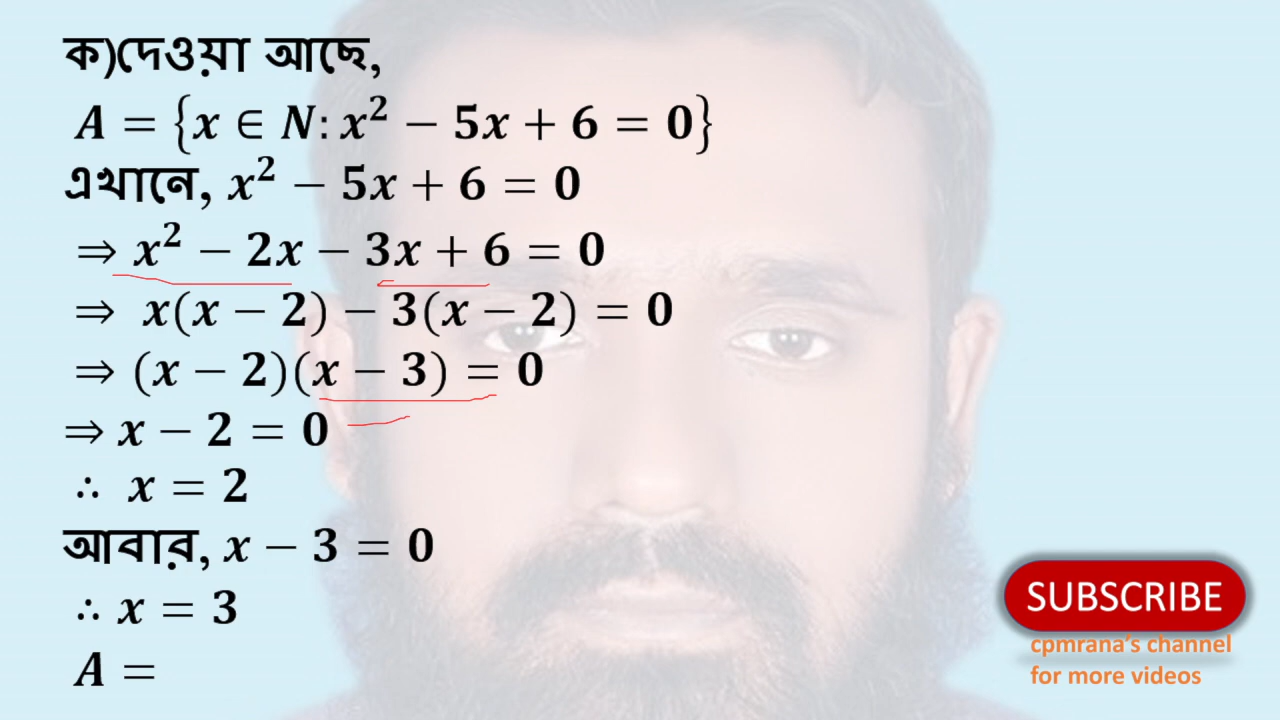 ক)দেওয়া আছে,
A = {x ∈ N: x² − 5x + 6 = 0}
এখানে, x² − 5x + 6 = 0
⇒ x² − 2x − 3x + 6 = 0
⇒ x(x − 2) − 3(x − 2) = 0
⇒ (x − 2)(x − 3) = 0
⇒ x − 2 = 0
∴ x = 2
আবার, x − 3 = 0
∴ x = 3
A =
SUBSCRIBE
cpmrana's channel
for more videos